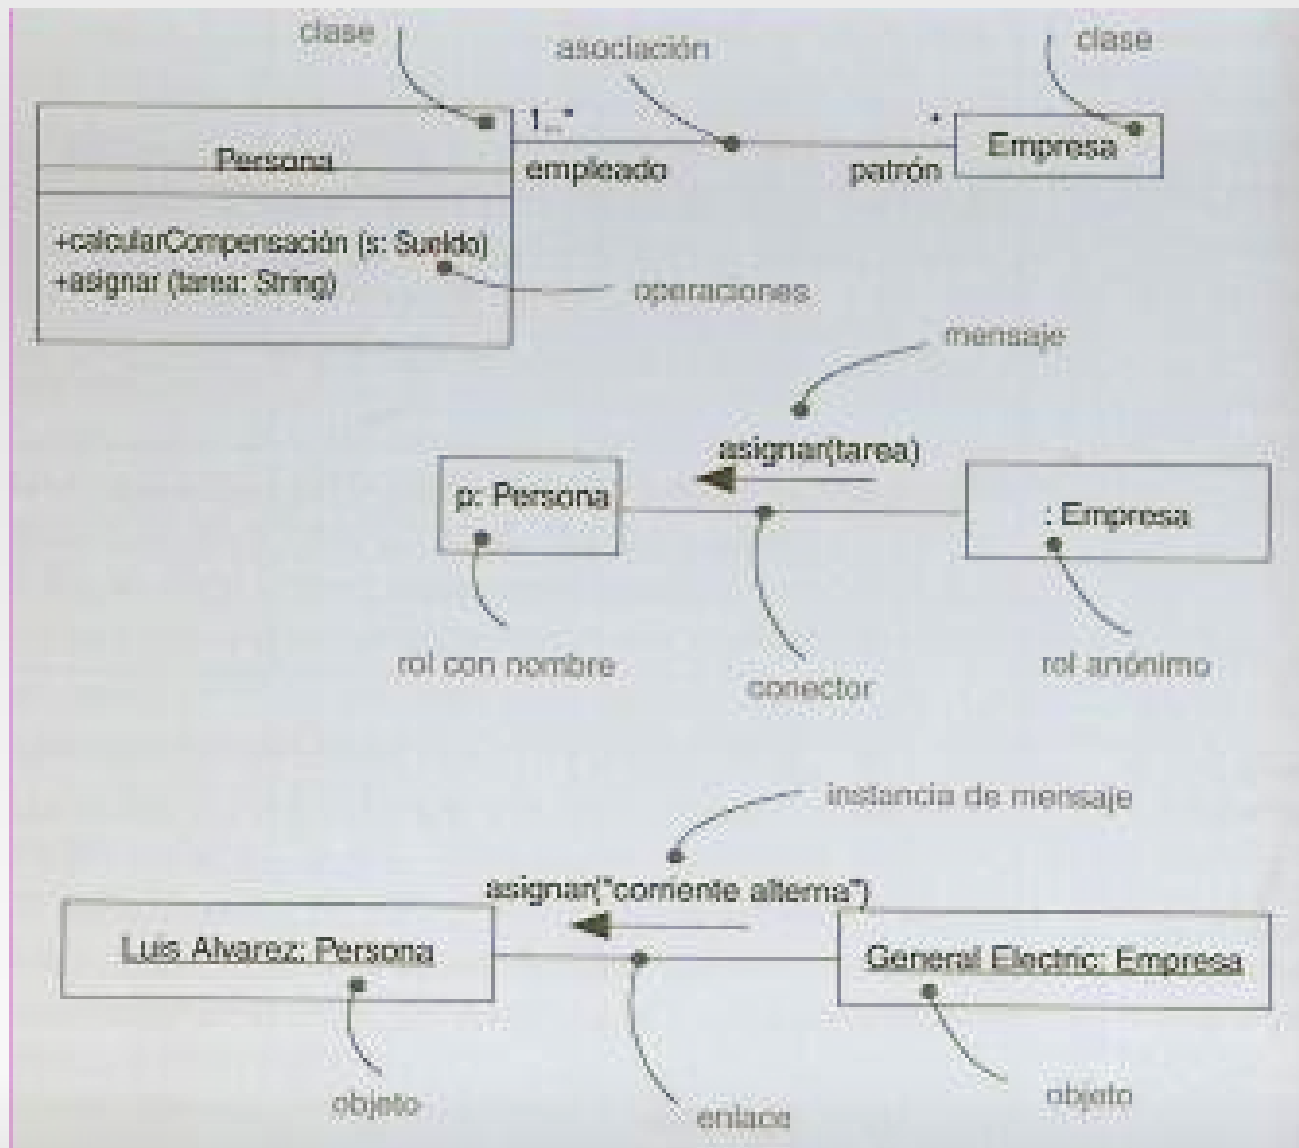 clase
asociación
clase
1..*
*
Persona
Empresa
empleado
patrón
+calcularCompensación (s: Sueldo)
+asignar (tarea: String)
operaciones
mensaje
asignar(tarea)
p: Persona
: Empresa
rol con nombre
conector
rol anónimo
instancia de mensaje
asignar("corriente alterna")
Luis Alvarez: Persona
General Electric: Empresa
objeto
enlace
objeto